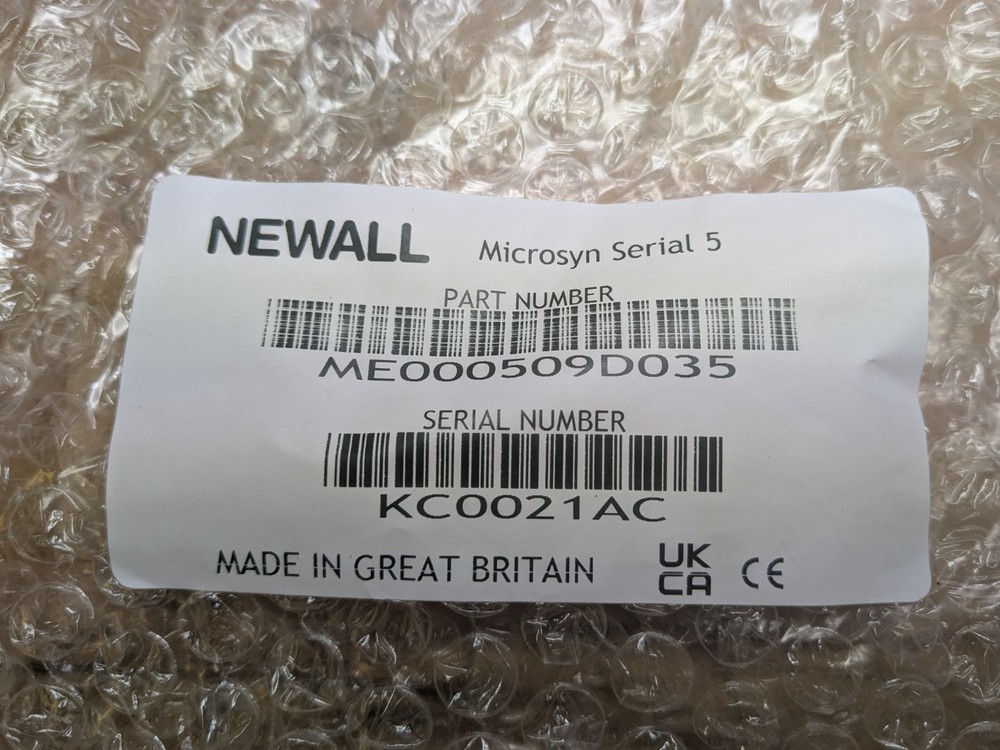 NEWALL Microsyn Serial 5
PART NUMBER
ME000509D035
SERIAL NUMBER
KC0021AC
MADE IN GREAT BRITAIN UK CA CE